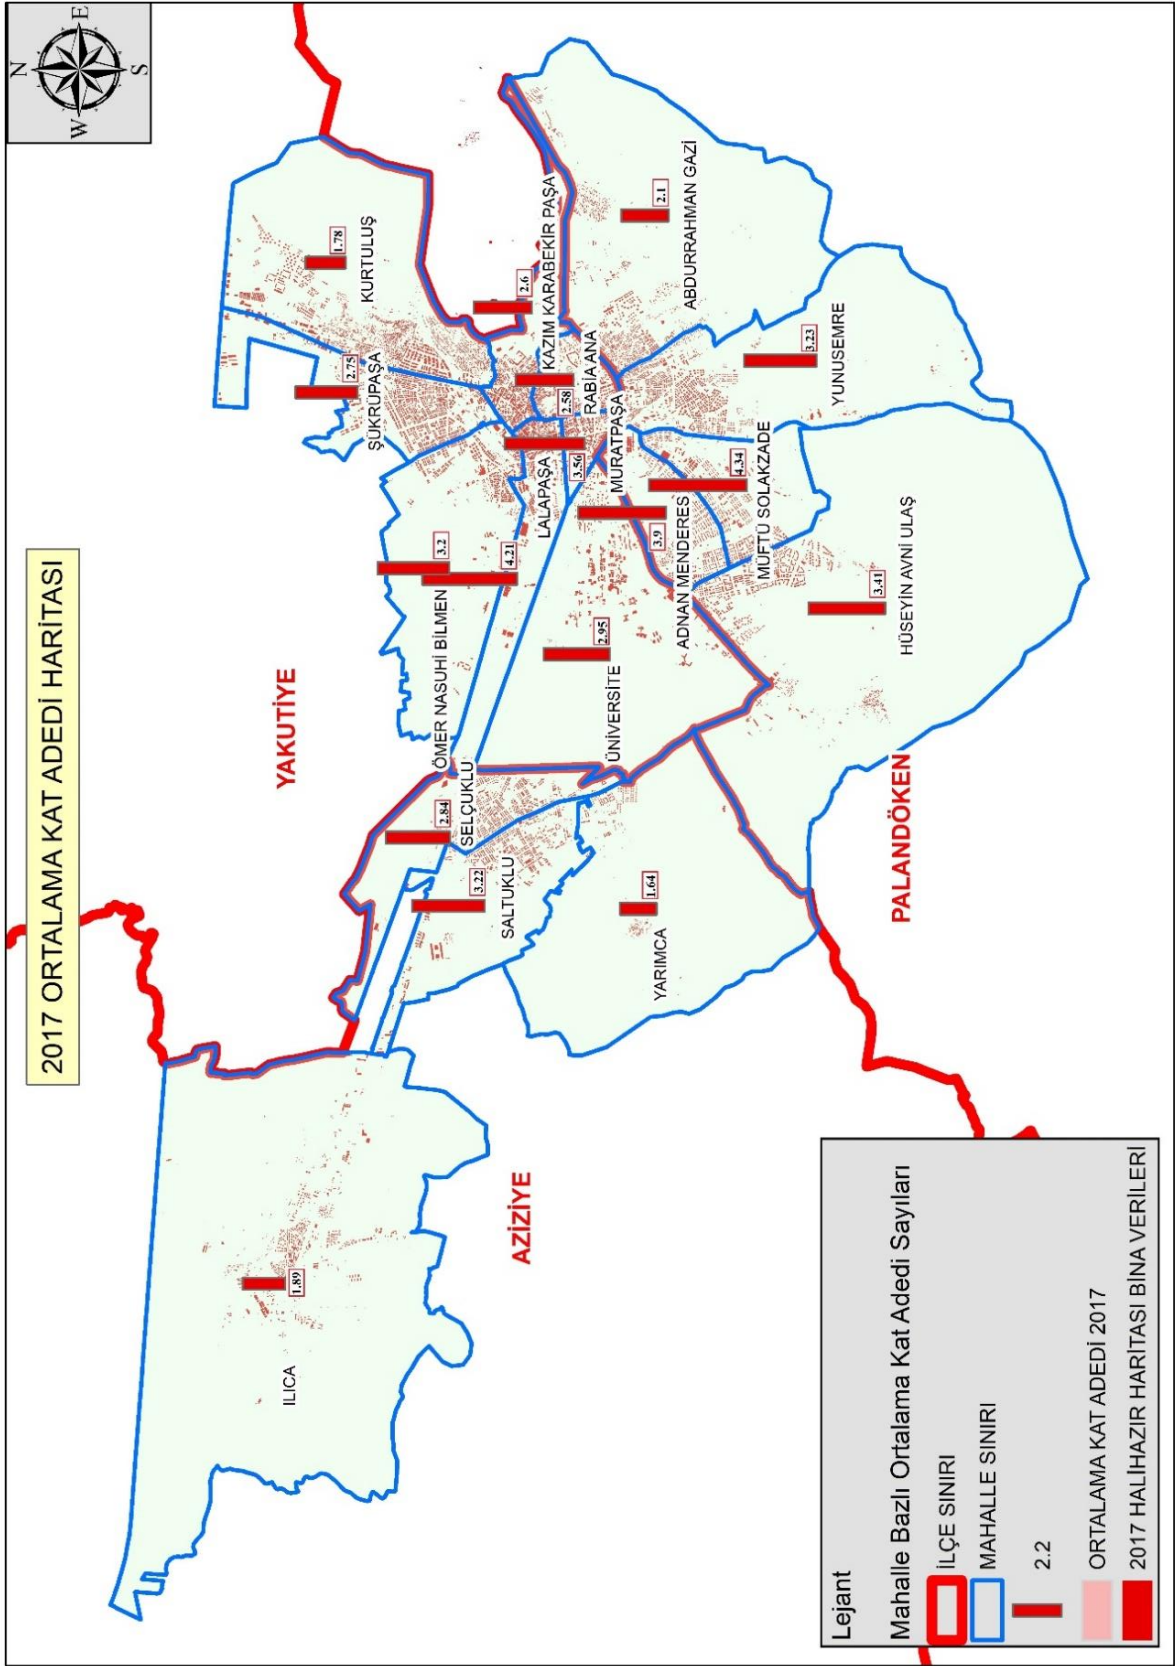 2017 ORTALAMA KAT ADEDİ HARİTASI
N
E
S
W
YAKUTİYE
AZİZİYE
PALANDÖKEN
ILICA
1.89
SELÇUKLU
2.84
SALTUKLU
3.22
YARIMCA
1.64
ÖMER NASUHİ BİLMEN
3.2
4.21
ÜNİVERSİTE
2.95
ŞÜKRÜPAŞA
2.75
KURTULUŞ
1.78
LALAPAŞA
3.56
KAZIM KARABEKİR PAŞA
2.6
RABİA ANA
2.58
MURATPAŞA
3.9
ADNAN MENDERES
MÜFTÜ SOLAKZADE
4.34
ABDURRAHMAN GAZİ
2.1
YUNUSEMRE
3.23
HÜSEYİN AVNİ ULAŞ
3.41
Lejant
Mahalle Bazlı Ortalama Kat Adedi Sayıları
İLÇE SINIRI
MAHALLE SINIRI
2.2
ORTALAMA KAT ADEDİ 2017
2017 HALİHAZIR HARİTASI BİNA VERİLERİ